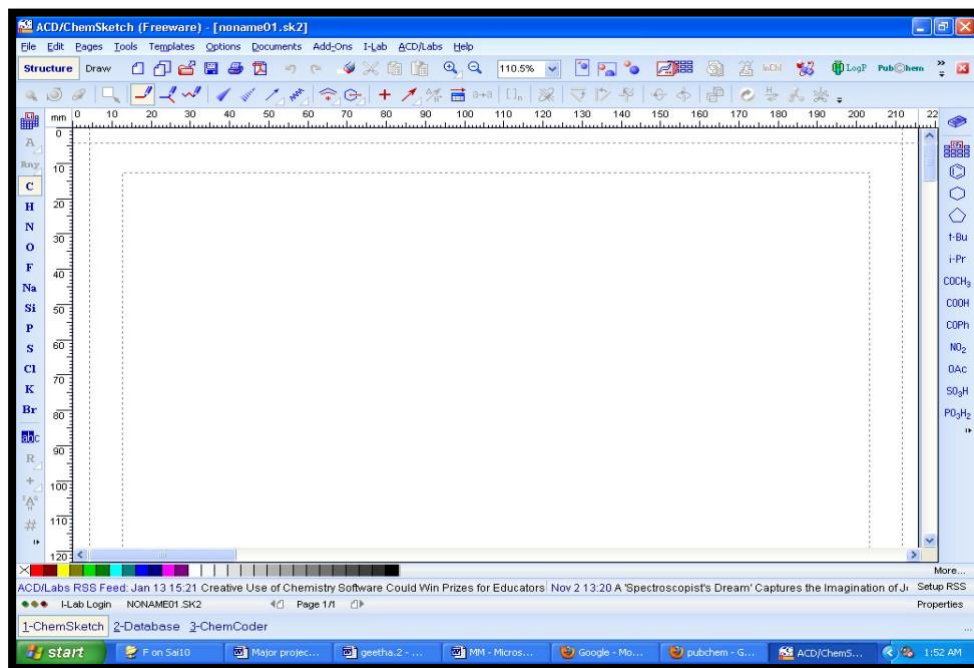 ACD/ChemSketch (Freeware) - [noname01.sk2]
File Edit Pages Tools Templates Options Documents Add-Ons I-Lab ACD/Labs Help
Structure Draw 110.5% InChI LogP PubChem
mm 0 10 20 30 40 50 60 70 80 90 100 110 120 130 140 150 160 170 180 190 200 210 22
0
A
Any
10
C
H
20
N
30
O
F
40
Na
Si
50
P
S
60
Cl
70
K
Br
80
abc
90
R
100
#
110
120
t-Bu
i-Pr
COCH3
COOH
COPh
NO2
OAc
SO3H
PO3H2
More...
ACD/Labs RSS Feed: Jan 13 15:21 Creative Use of Chemistry Software Could Win Prizes for Educators Nov 2 13:20 A 'Spectroscopist's Dream' Captures the Imagination of Setup RSS
I-Lab Login NONAME01.SK2 Page 1/1 Properties
1-ChemSketch 2-Database 3-ChemCoder
start F on Sai10 Major projec... geetha.2 - ... MM - Micros... Google - Mo... pubchem - G... ACD/ChemS... 1:52 AM